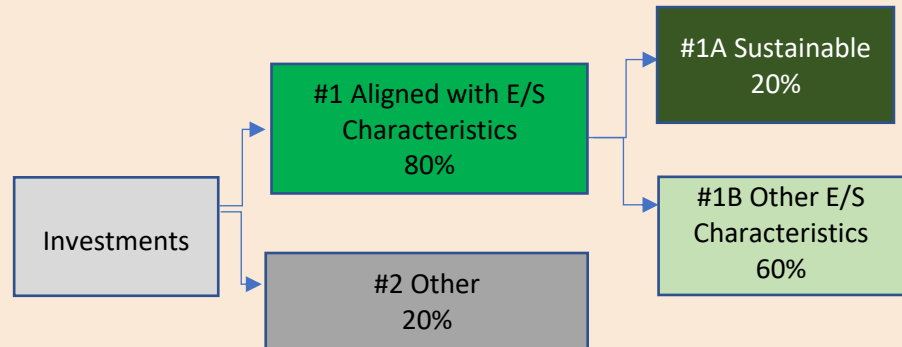 Investments
#1 Aligned with E/S
Characteristics
80%
#2 Other
20%
#1A Sustainable
20%
#1B Other E/S
Characteristics
60%